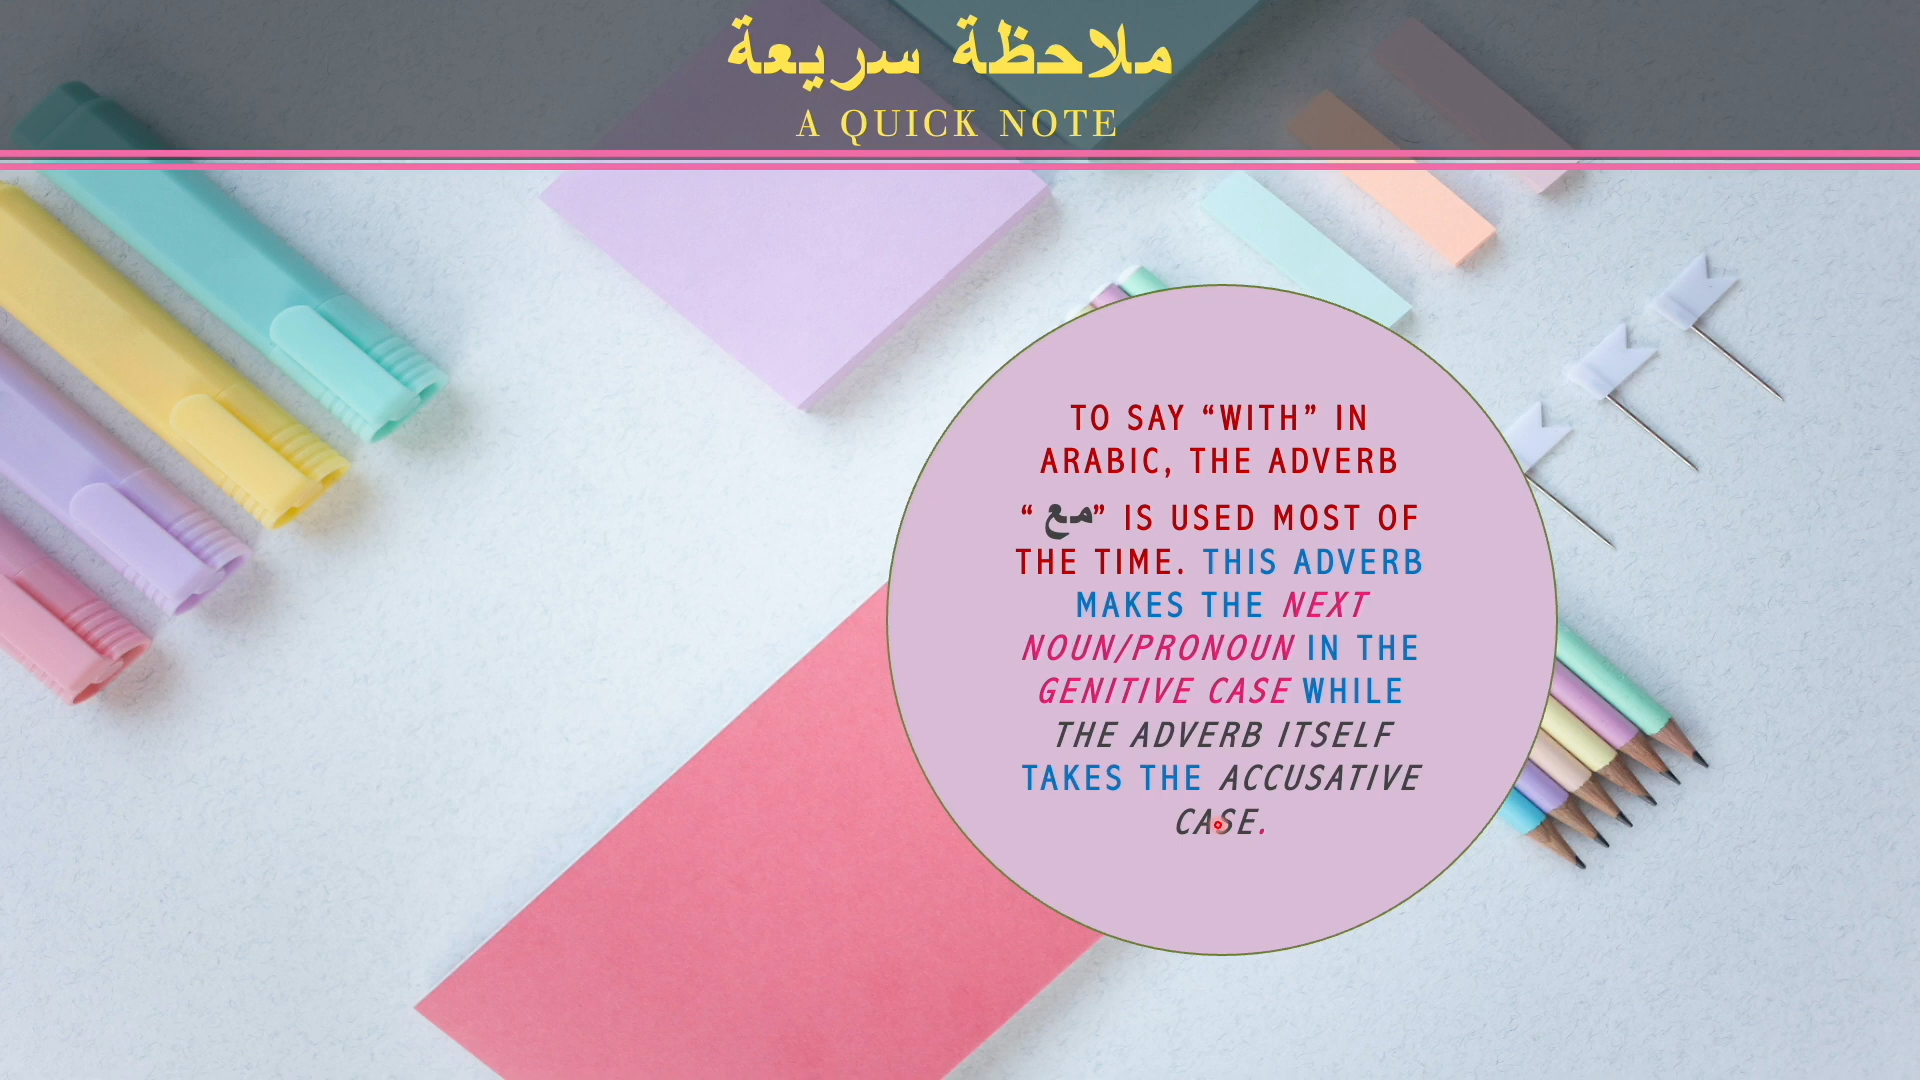 ملاحظة سريعة
A QUICK NOTE
TO SAY “WITH” IN
ARABIC, THE ADVERB
“مع” IS USED MOST OF
THE TIME. THIS ADVERB
MAKES THE NEXT
NOUN/PRONOUN IN THE
GENITIVE CASE WHILE
THE ADVERB ITSELF
TAKES THE ACCUSATIVE
CASE.